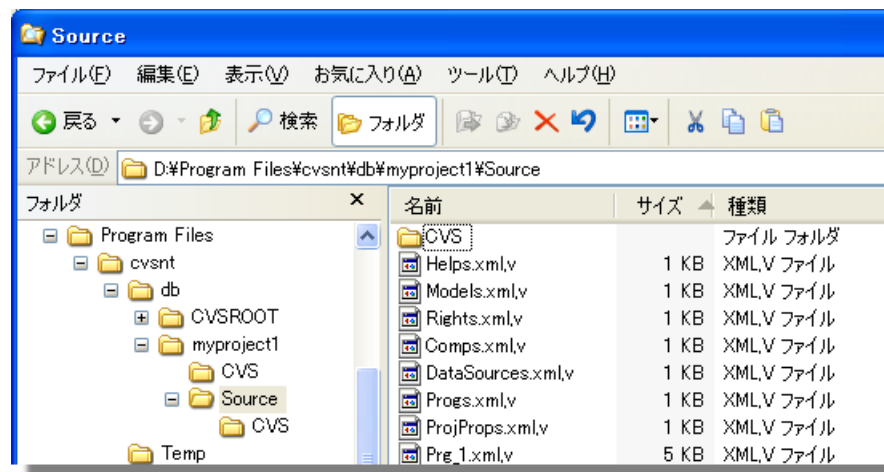 Source
ファイル(F) 編集(E) 表示(V) お気に入り(A) ツール(T) ヘルプ(H)
戻る 検索 フォルダ
アドレス(D) D:¥Program Files¥cvsnt¥db¥myproject1¥Source
フォルダ × 名前 サイズ 種類
Program Files
cvsnt
db
CVSROOT
myproject1
CVS
Source
CVS
Temp
CVS ファイル フォルダ
Helps.xml,v 1 KB XML,V ファイル
Models.xml,v 1 KB XML,V ファイル
Rights.xml,v 1 KB XML,V ファイル
Comps.xml,v 1 KB XML,V ファイル
DataSources.xml,v 1 KB XML,V ファイル
Progs.xml,v 1 KB XML,V ファイル
ProjProps.xml,v 1 KB XML,V ファイル
Prg_1.xml,v 5 KB XML,V ファイル